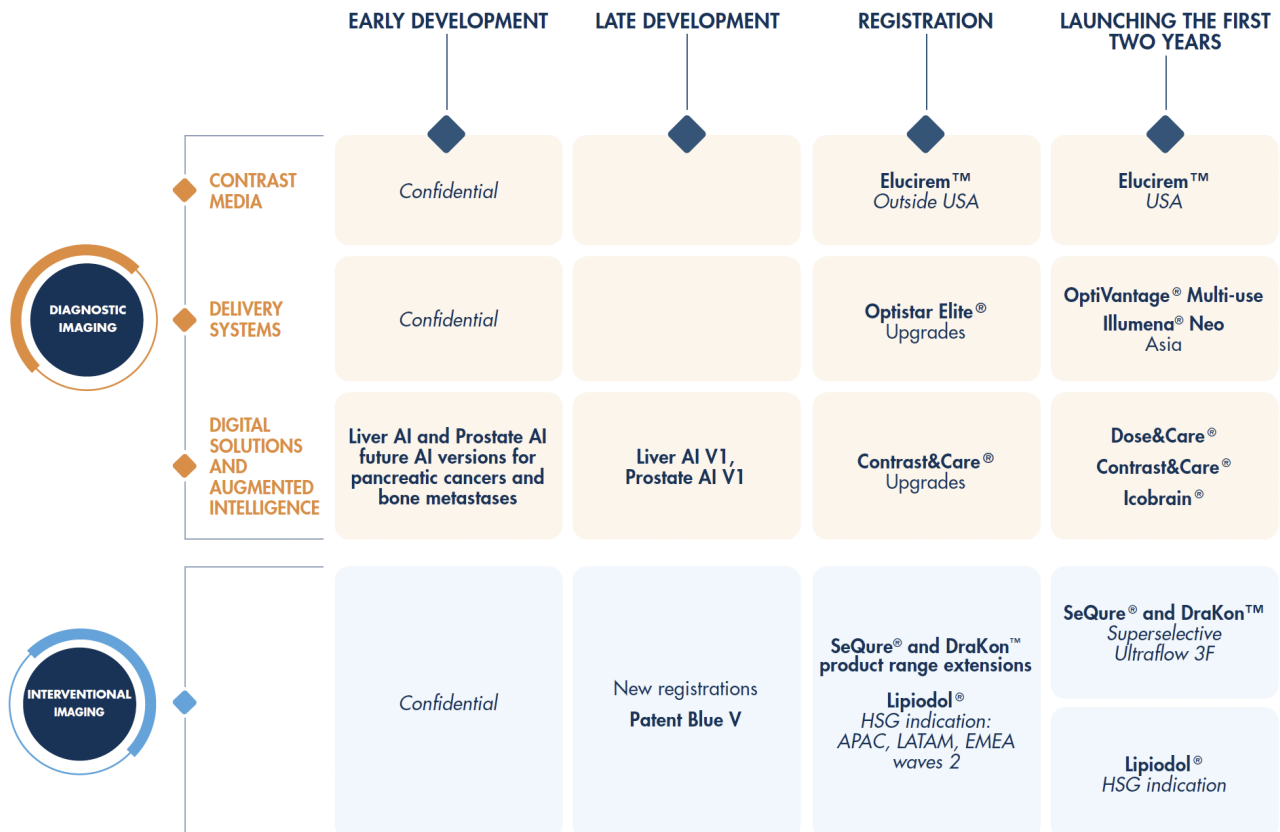 EARLY DEVELOPMENT
LATE DEVELOPMENT
REGISTRATION
LAUNCHING THE FIRST
TWO YEARS
DIAGNOSTIC
IMAGING
CONTRAST
MEDIA
Confidential
Elucirem™
Outside USA
Elucirem™
USA
DELIVERY
SYSTEMS
Confidential
Optistar Elite®
Upgrades
OptiVantage® Multi-use
Illumena® Neo
Asia
DIGITAL
SOLUTIONS
AND
AUGMENTED
INTELLIGENCE
Liver AI and Prostate AI
future AI versions for
pancreatic cancers and
bone metastases
Liver AI V1,
Prostate AI V1
Contrast&Care®
Upgrades
Dose&Care®
Contrast&Care®
Icobrain®
INTERVENTIONAL
IMAGING
Confidential
New registrations
Patent Blue V
SeQure® and DraKon™
product range extensions
Lipiodol®
HSG indication:
APAC, LATAM, EMEA
waves 2
SeQure® and DraKon™
Superselective
Ultraflow 3F
Lipiodol®
HSG indication